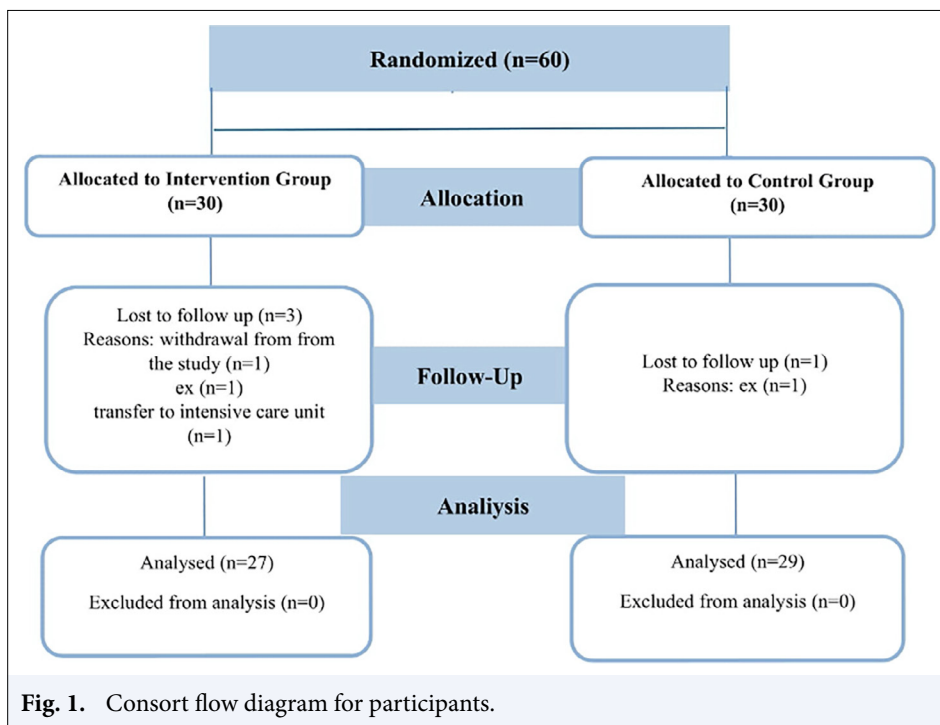 Randomized (n=60)
Allocated to Intervention Group
(n=30)
Allocation
Allocated to Control Group
(n=30)
Lost to follow up (n=3)
Reasons: withdrawal from from
the study (n=1)
ex (n=1)
transfer to intensive care unit
(n=1)
Follow-Up
Lost to follow up (n=1)
Reasons: ex (n=1)
Analiysis
Analysed (n=27)
Excluded from analysis (n=0)
Analysed (n=29)
Excluded from analysis (n=0)
Fig. 1. Consort flow diagram for participants.